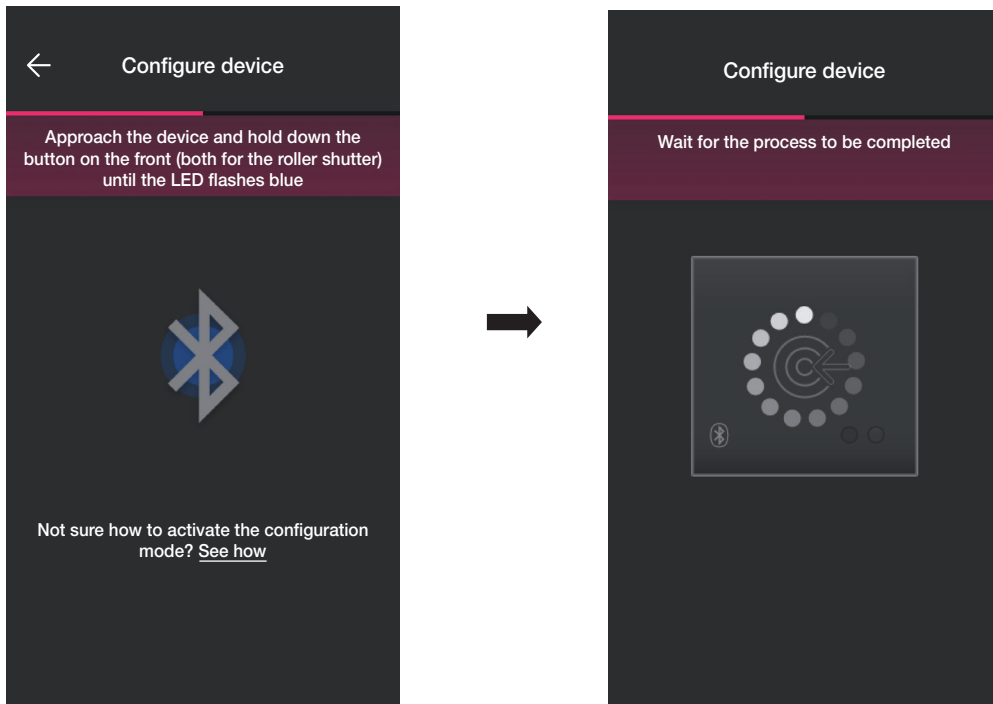 Configure device
Approach the device and hold down the
button on the front (both for the roller shutter)
until the LED flashes blue
Not sure how to activate the configuration
mode? See how
Configure device
Wait for the process to be completed